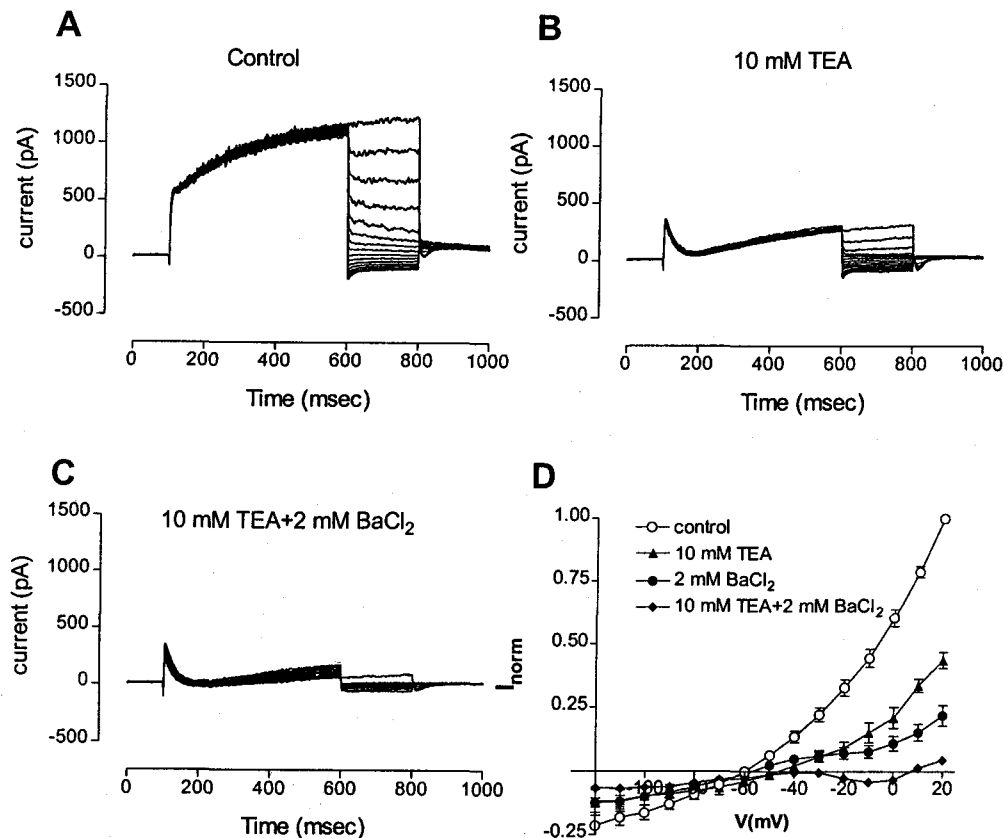 A
Control
1500
1000
500
0
-500
current (pA)
0 200 400 600 800 1000
Time (msec)
B
10 mM TEA
1500
1000
500
0
-500
current (pA)
0 200 400 600 800 1000
Time (msec)
C
10 mM TEA+2 mM BaCl2
1500
1000
500
0
-500
current (pA)
0 200 400 600 800 1000
Time (msec)
D
control
10 mM TEA
2 mM BaCl2
10 mM TEA+2 mM BaCl2
1.00
0.75
0.50
0.25
-0.25
Inorm
-100 -80 -60 -40 -20 0 20
V(mV)